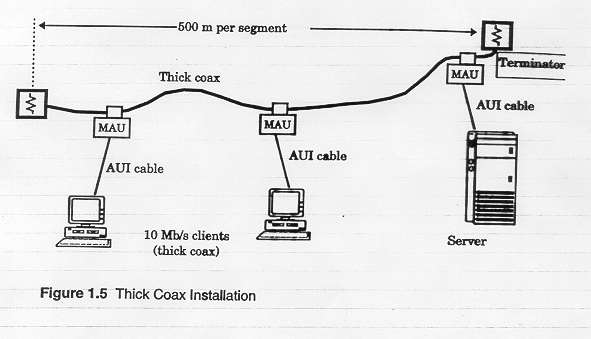 500 m per segment
Terminator
Thick coax
MAU
MAU
MAU
AUI cable
AUI cable
AUI cable
10 Mb/s clients
(thick coax)
Server
Figure 1.5 Thick Coax Installation